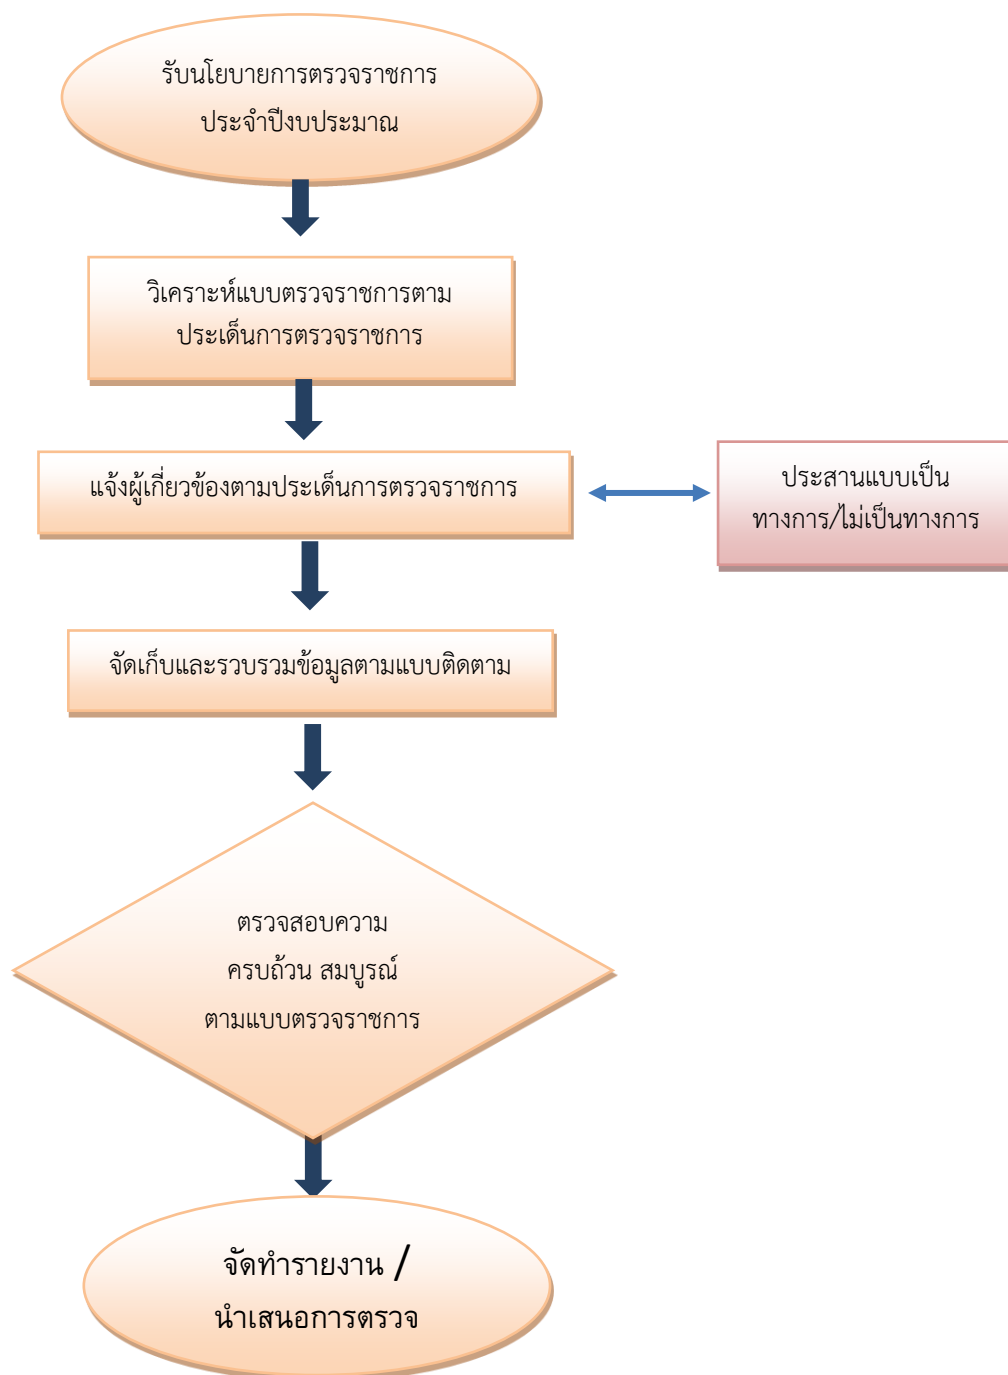 รับนโยบายการตรวจราชการ
ประจำปีงบประมาณ
วิเคราะห์แบบตรวจราชการตาม
ประเด็นการตรวจราชการ
แจ้งผู้เกี่ยวข้องตามประเด็นการตรวจราชการ
ประสานแบบเป็น
ทางการ/ไม่เป็นทางการ
จัดเก็บและรวบรวมข้อมูลตามแบบติดตาม
ตรวจสอบความ
ครบถ้วน สมบูรณ์
ตามแบบตรวจราชการ
จัดทำรายงาน /
นำเสนอการตรวจ